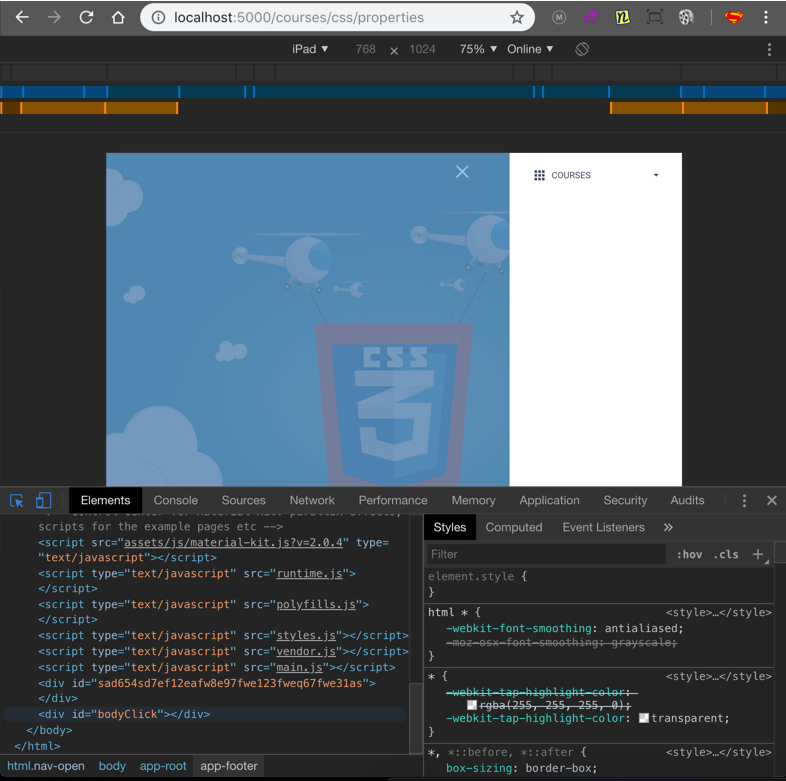 localhost:5000/courses/css/properties
M
YL
iPad ▼ 768 × 1024 75% ▼ Online ▼
COURSES
CSS
3
Elements Console Sources Network Performance Memory Application Security Audits
scripts for the example pages etc -->
<script src="assets/js/material-kit.js?v=2.0.4" type=
"text/javascript"></script>
<script type="text/javascript" src="runtime.js">
</script>
<script type="text/javascript" src="polyfills.js">
</script>
<script type="text/javascript" src="styles.js"></script>
<script type="text/javascript" src="vendor.js"></script>
<script type="text/javascript" src="main.js"></script>
<div id="sad654sd7ef12eafw8e97fwe123fweq67fwe31as">
</div>
<div id="bodyClick"></div>
</body>
</html>
html.nav-open body app-root app-footer
Styles Computed Event Listeners »
Filter :hov .cls +
element.style {
}
html * { <style>…</style>
-webkit-font-smoothing: antialiased;
-moz-osx-font-smoothing: grayscale;
}
* { <style>…</style>
-webkit-tap-highlight-color:
rgba(255, 255, 255, 0);
-webkit-tap-highlight-color: transparent;
}
*, *::before, *::after { <style>…</style>
box-sizing: border-box;